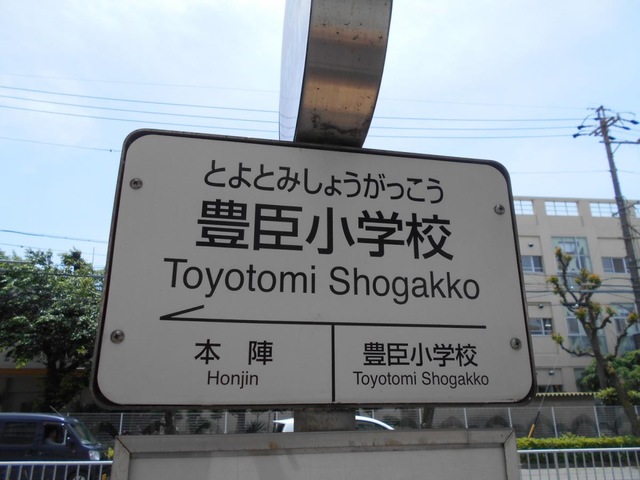 とよとみしょうがっこう
豊臣小学校
Toyotomi Shogakko
本陣 豊臣小学校
Honjin Toyotomi Shogakko